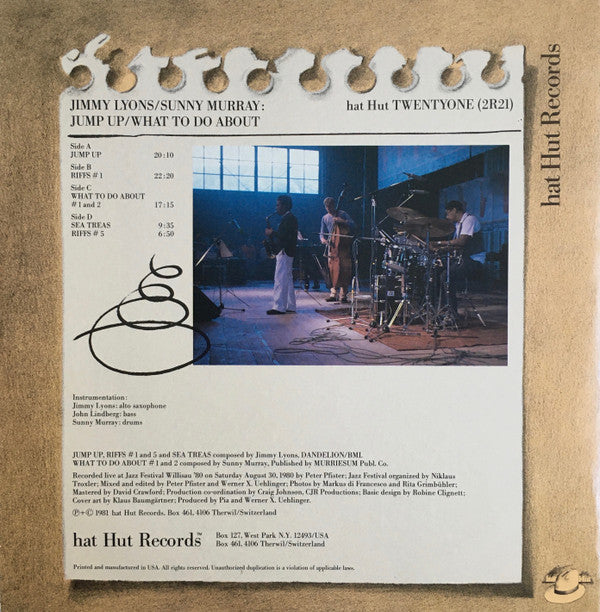 JIMMY LYONS/SUNNY MURRAY: hat Hut TWENTYONE (2R21)
JUMP UP/WHAT TO DO ABOUT
Side A
JUMP UP 20:10
Side B
RIFFS #1 22:20
Side C
WHAT TO DO ABOUT
#1 and 2 17:15
Side D
SEA TREAS 9:35
RIFFS #5 6:50
Instrumentation:
Jimmy Lyons: alto saxophone
John Lindberg: bass
Sunny Murray: drums
JUMP UP, RIFFS #1 and 5 and SEA TREAS composed by Jimmy Lyons, DANDELION/BMI.
WHAT TO DO ABOUT #1 and 2 composed by Sunny Murray, Published by MURRIESUM Publ. Co.
Recorded live at Jazz Festival Willisau '80 on Saturday August 30, 1980 by Peter Pfister; Jazz Festival organized by Niklaus
Troxler; Mixed and edited by Peter Pfister and Werner X. Uehlinger; Photos by Markus di Francesco and Rita Grimbühler;
Mastered by David Crawford; Production co-ordination by Craig Johnson, CJR Productions; Basic design by Robine Clignett;
Cover art by Klaus Baumgärtner; Produced by Pia and Werner X. Uehlinger.
℗+© 1981 hat Hut Records. Box 461, 4106 Therwil/Switzerland
hat Hut Records™ Box 127, West Park N.Y. 12493/USA
Box 461, 4106 Therwil/Switzerland
Printed and manufactured in USA. All rights reserved. Unauthorized duplication is a violation of applicable laws.
hat Hut Records